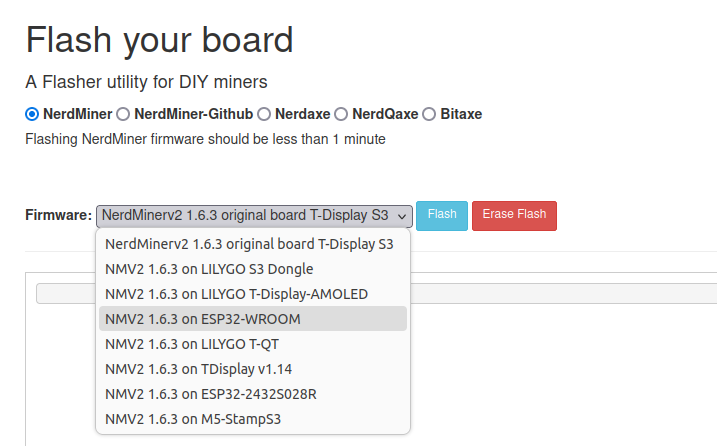 Flash your board
A Flasher utility for DIY miners
NerdMiner NerdMiner-Github Nerdaxe NerdQaxe Bitaxe
Flashing NerdMiner firmware should be less than 1 minute
Firmware: NerdMinerv2 1.6.3 original board T-Display S3 Flash Erase Flash
NerdMinerv2 1.6.3 original board T-Display S3
NMV2 1.6.3 on LILYGO S3 Dongle
NMV2 1.6.3 on LILYGO T-Display-AMOLED
NMV2 1.6.3 on ESP32-WROOM
NMV2 1.6.3 on LILYGO T-QT
NMV2 1.6.3 on TDisplay v1.14
NMV2 1.6.3 on ESP32-2432S028R
NMV2 1.6.3 on M5-StampS3